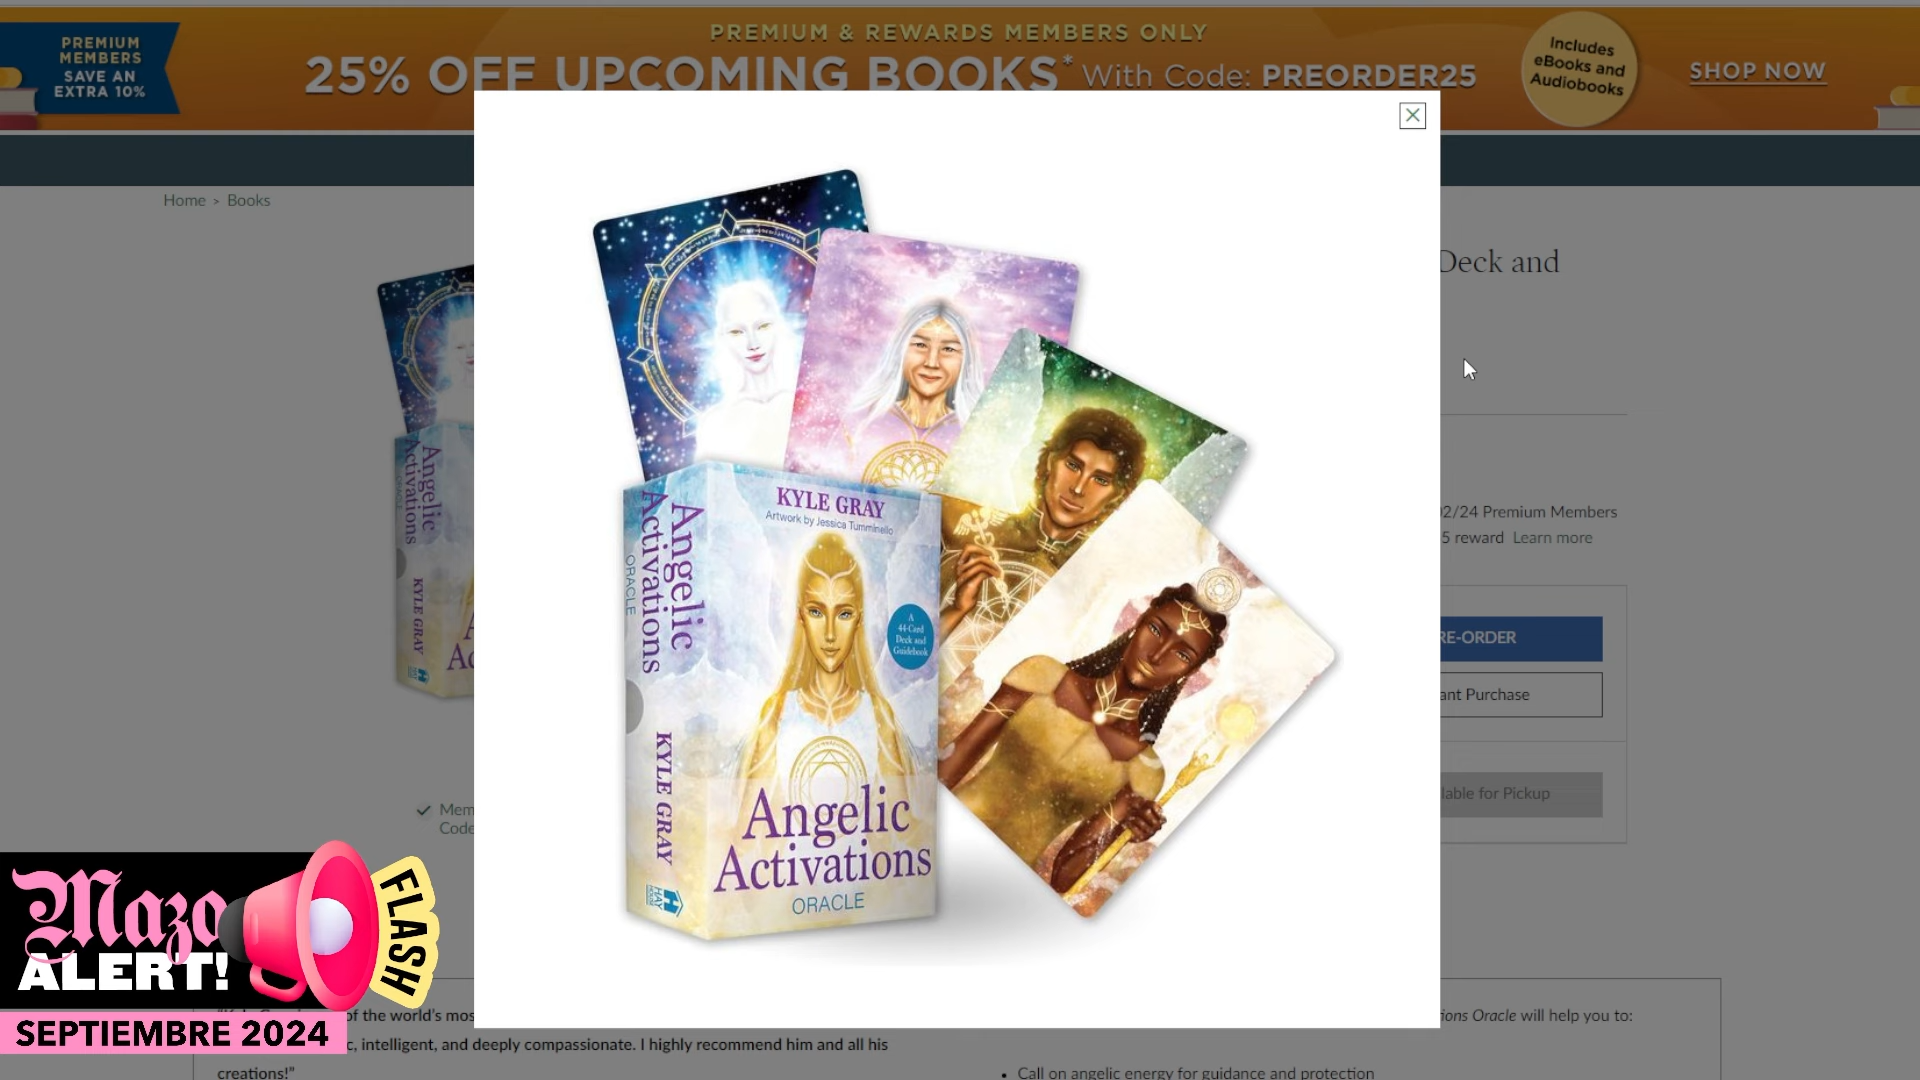 PREMIUM
MEMBERS
SAVE AN
EXTRA 10%
PREMIUM & REWARDS MEMBERS ONLY
25% OFF UPCOMING BOOKS* With Code: PREORDER25
Includes
eBooks and
Audiobooks
SHOP NOW
Home > Books
Deck and
02/24 Premium Members
5 reward Learn more
RE-ORDER
ant Purchase
lable for Pickup
Angelic
Activations
KYLE GRAY
Mem
Code
KYLE GRAY
Artwork by Jessica Tumminello
A
44-Card
Deck and
Guidebook
Angelic
Activations
ORACLE
KYLE GRAY
HAY
HOUSE
Angelic
Activations
ORACLE
Mazo
ALERT!
FLASH
SEPTIEMBRE 2024
of the world's mos
c, intelligent, and deeply compassionate. I highly recommend him and all his
creations!"
ions Oracle will help you to:
• Call on angelic energy for guidance and protection